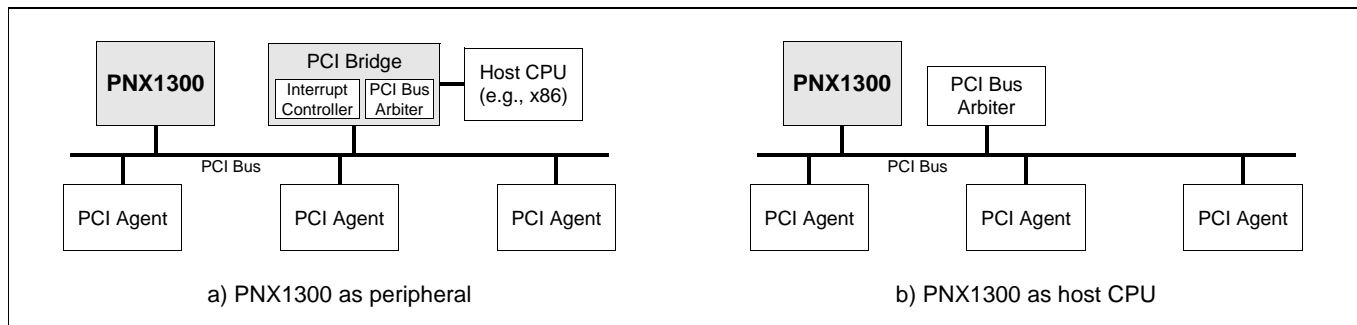 PNX1300
PCI Bridge
Interrupt
Controller
PCI Bus
Arbiter
Host CPU
(e.g., x86)
PCI Bus
PCI Agent
PCI Agent
PCI Agent
a) PNX1300 as peripheral
PNX1300
PCI Bus
Arbiter
PCI Bus
PCI Agent
PCI Agent
PCI Agent
b) PNX1300 as host CPU